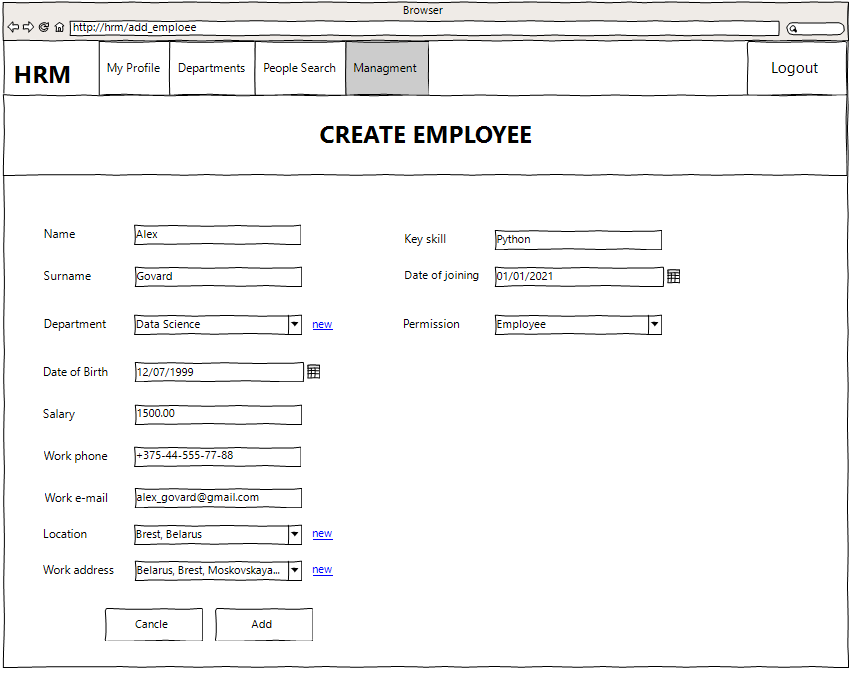 Browser
http://hrm/add_emploee
HRM
My Profile
Departments
People Search
Managment
Logout
CREATE EMPLOYEE
Name
Alex
Key skill
Python
Surname
Govard
Date of joining
01/01/2021
Department
Data Science
new
Permission
Employee
Date of Birth
12/07/1999
Salary
1500.00
Work phone
+375-44-555-77-88
Work e-mail
alex_govard@gmail.com
Location
Brest, Belarus
new
Work address
Belarus, Brest, Moskovskaya...
new
Cancle
Add